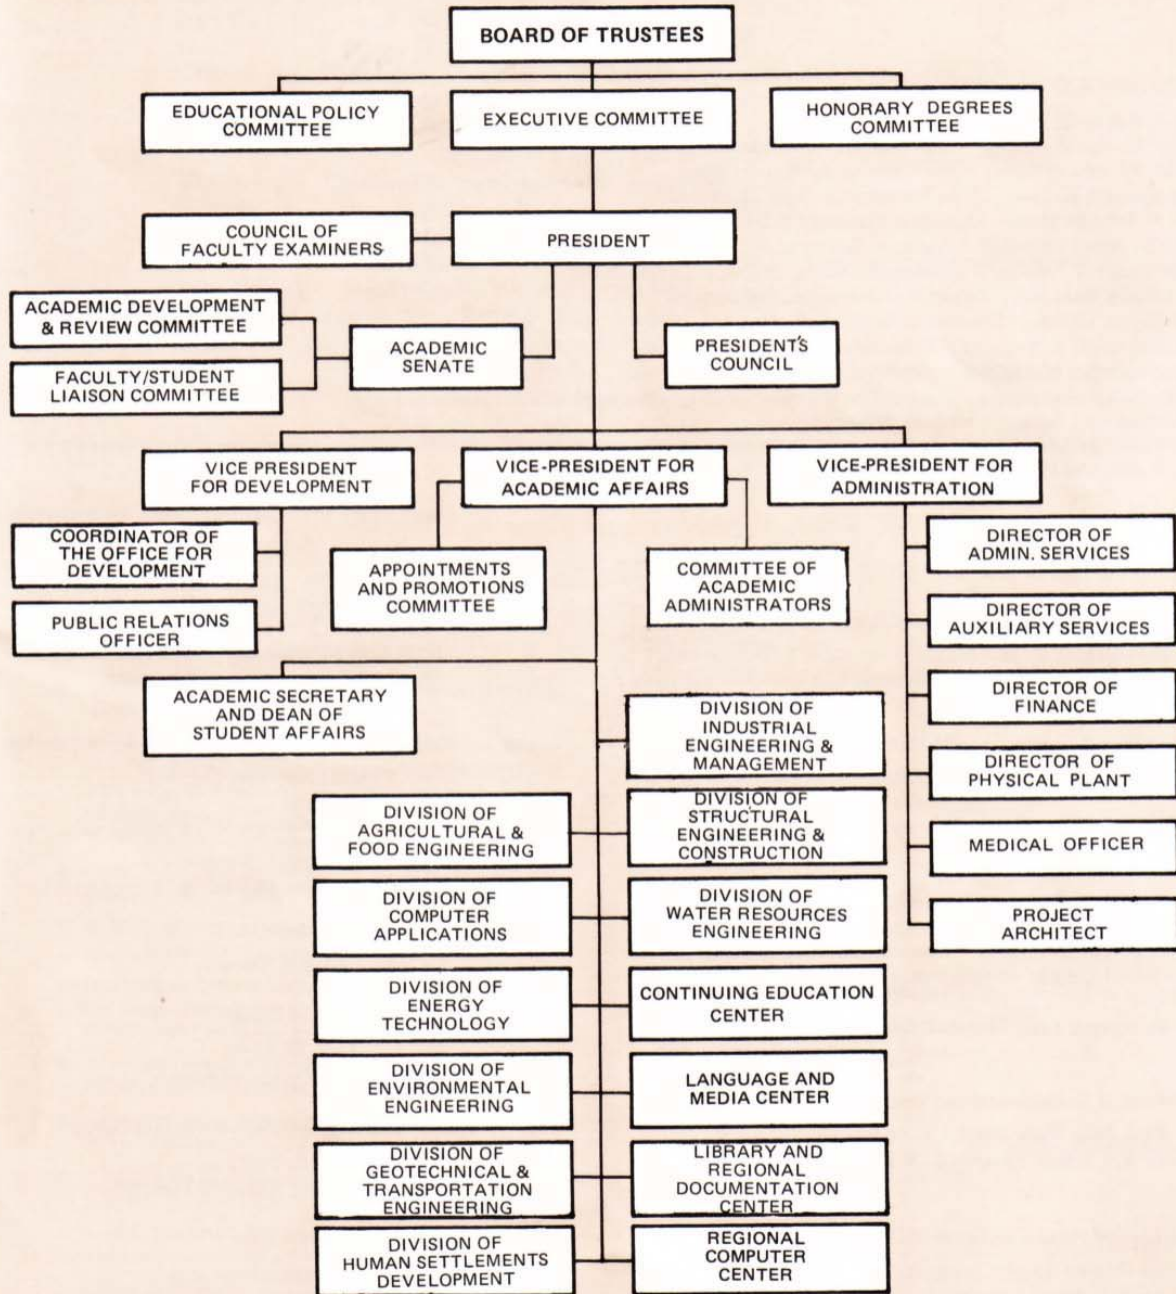 BOARD OF TRUSTEES
EDUCATIONAL POLICY
COMMITTEE
EXECUTIVE COMMITTEE
HONORARY DEGREES
COMMITTEE
COUNCIL OF
FACULTY EXAMINERS
PRESIDENT
ACADEMIC DEVELOPMENT
& REVIEW COMMITTEE
FACULTY/STUDENT
LIAISON COMMITTEE
ACADEMIC
SENATE
PRESIDENT'S
COUNCIL
VICE PRESIDENT
FOR DEVELOPMENT
VICE-PRESIDENT FOR
ACADEMIC AFFAIRS
VICE-PRESIDENT FOR
ADMINISTRATION
COORDINATOR OF
THE OFFICE FOR
DEVELOPMENT
PUBLIC RELATIONS
OFFICER
APPOINTMENTS
AND PROMOTIONS
COMMITTEE
COMMITTEE OF
ACADEMIC
ADMINISTRATORS
DIRECTOR OF
ADMIN. SERVICES
DIRECTOR OF
AUXILIARY SERVICES
DIRECTOR OF
FINANCE
DIRECTOR OF
PHYSICAL PLANT
MEDICAL OFFICER
PROJECT
ARCHITECT
ACADEMIC SECRETARY
AND DEAN OF
STUDENT AFFAIRS
DIVISION OF
INDUSTRIAL
ENGINEERING &
MANAGEMENT
DIVISION OF
AGRICULTURAL &
FOOD ENGINEERING
DIVISION OF
STRUCTURAL
ENGINEERING &
CONSTRUCTION
DIVISION OF
COMPUTER
APPLICATIONS
DIVISION OF
WATER RESOURCES
ENGINEERING
DIVISION OF
ENERGY
TECHNOLOGY
CONTINUING EDUCATION
CENTER
DIVISION OF
ENVIRONMENTAL
ENGINEERING
LANGUAGE AND
MEDIA CENTER
DIVISION OF
GEOTECHNICAL &
TRANSPORTATION
ENGINEERING
LIBRARY AND
REGIONAL
DOCUMENTATION
CENTER
DIVISION OF
HUMAN SETTLEMENTS
DEVELOPMENT
REGIONAL
COMPUTER
CENTER